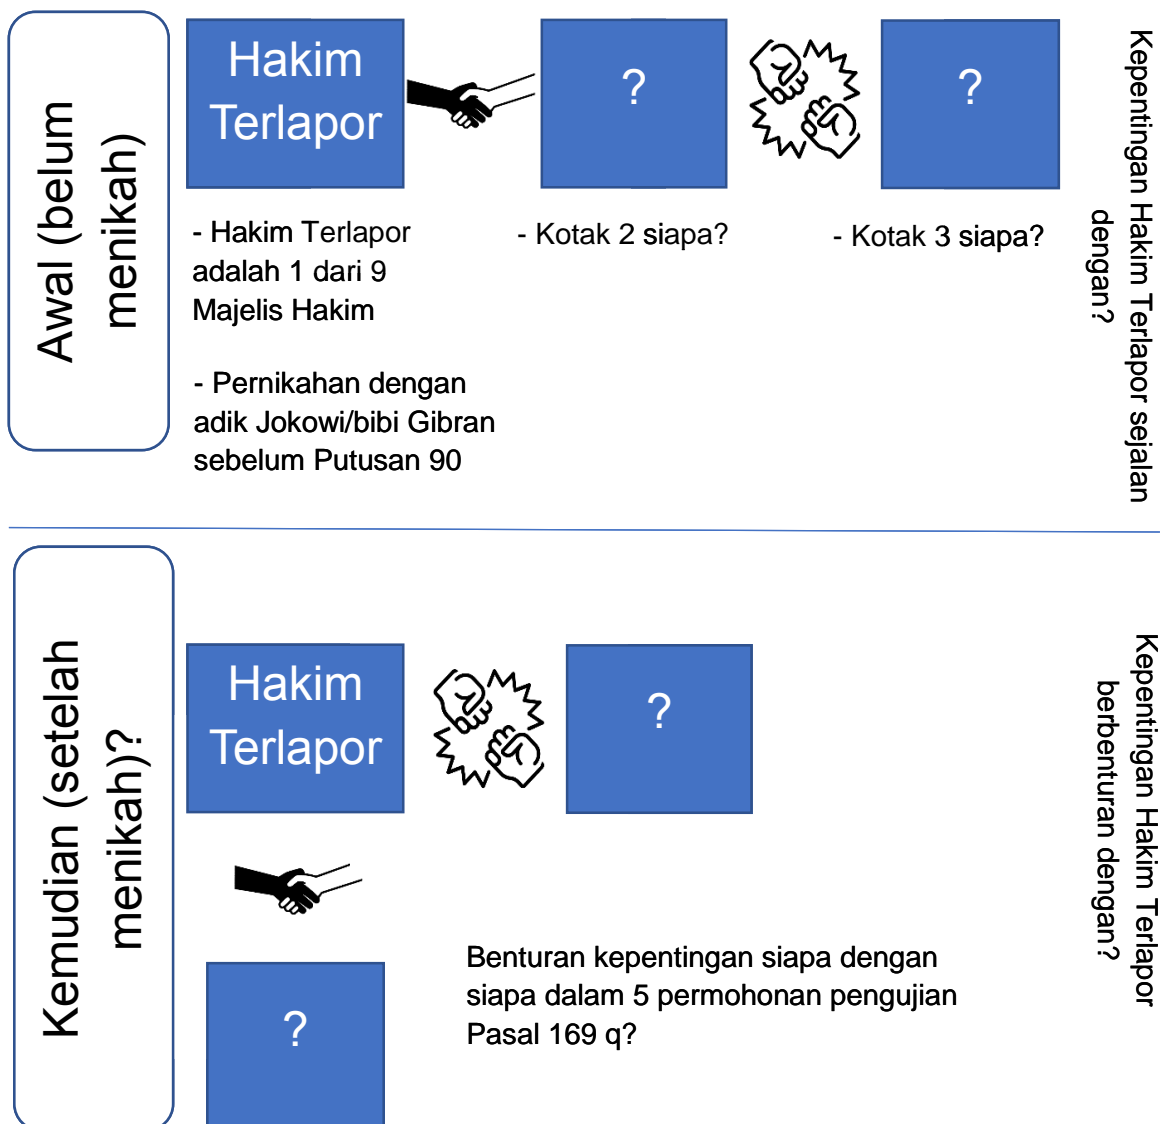 Awal (belum
menikah)
Hakim
Terlapor
?
?
- Hakim Terlapor
adalah 1 dari 9
Majelis Hakim
- Pernikahan dengan
adik Jokowi/bibi Gibran
sebelum Putusan 90
- Kotak 2 siapa?
- Kotak 3 siapa?
Kepentingan Hakim Terlapor sejalan
dengan?
Kemudian (setelah
menikah)?
Hakim
Terlapor
?
?
Benturan kepentingan siapa dengan
siapa dalam 5 permohonan pengujian
Pasal 169 q?
Kepentingan Hakim Terlapor
berbenturan dengan?